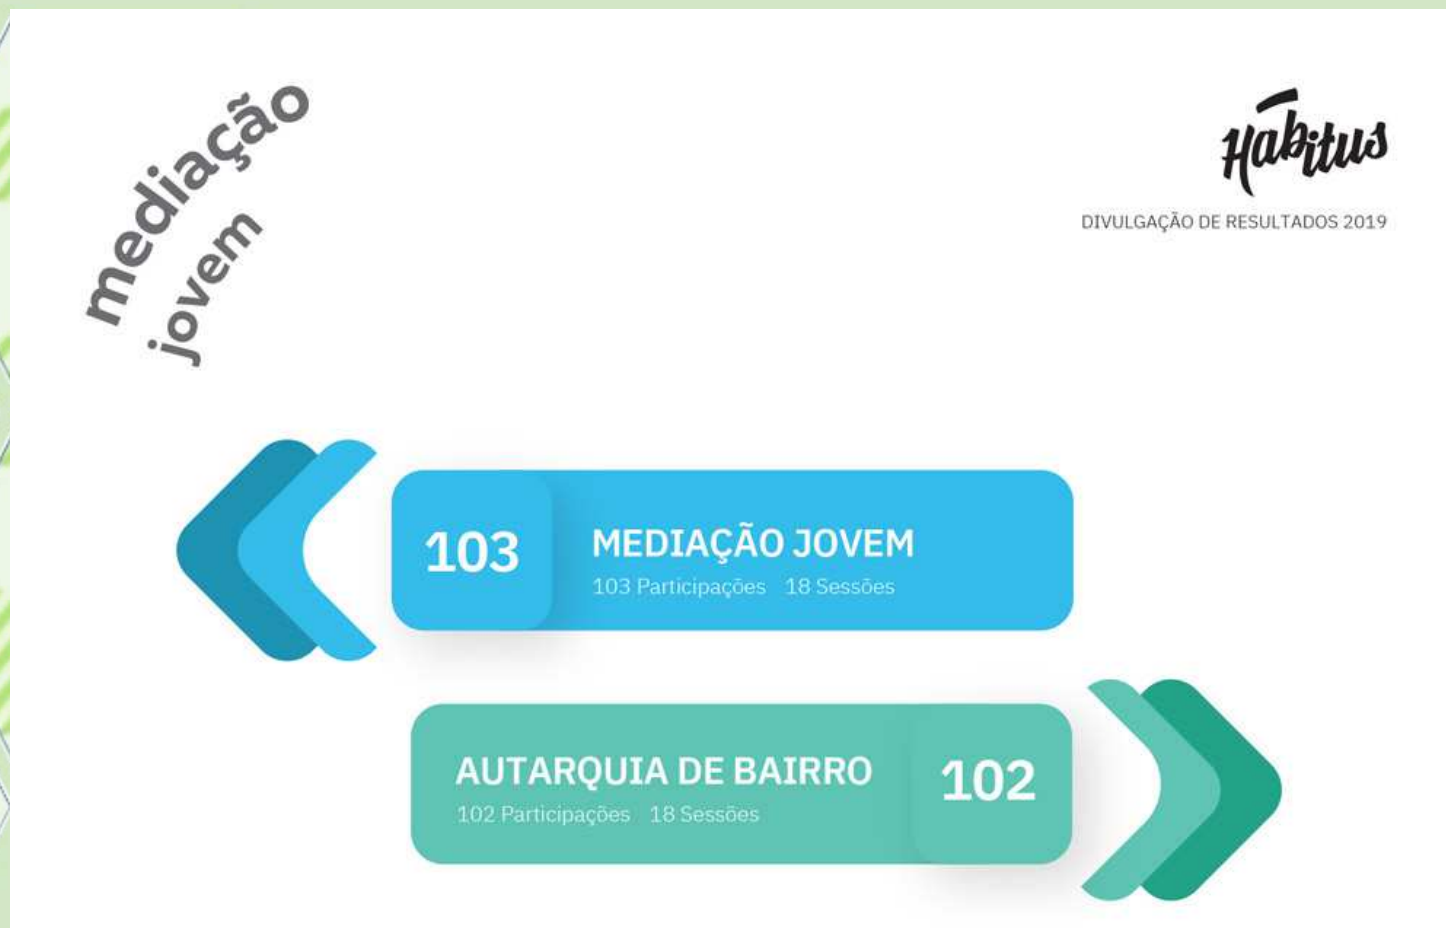 mediação
jovem
Habitus
DIVULGAÇÃO DE RESULTADOS 2019
103
MEDIAÇÃO JOVEM
103 Participações 18 Sessões
AUTARQUIA DE BAIRRO
102 Participações 18 Sessões
102